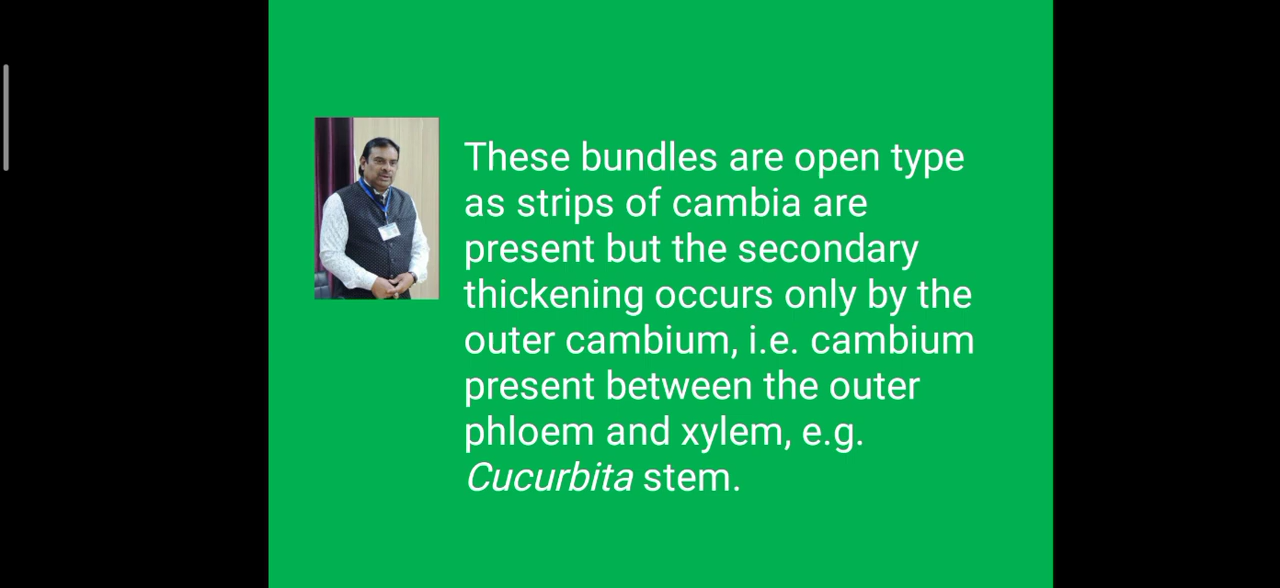 These bundles are open type
as strips of cambia are
present but the secondary
thickening occurs only by the
outer cambium, i.e. cambium
present between the outer
phloem and xylem, e.g.
Cucurbita stem.